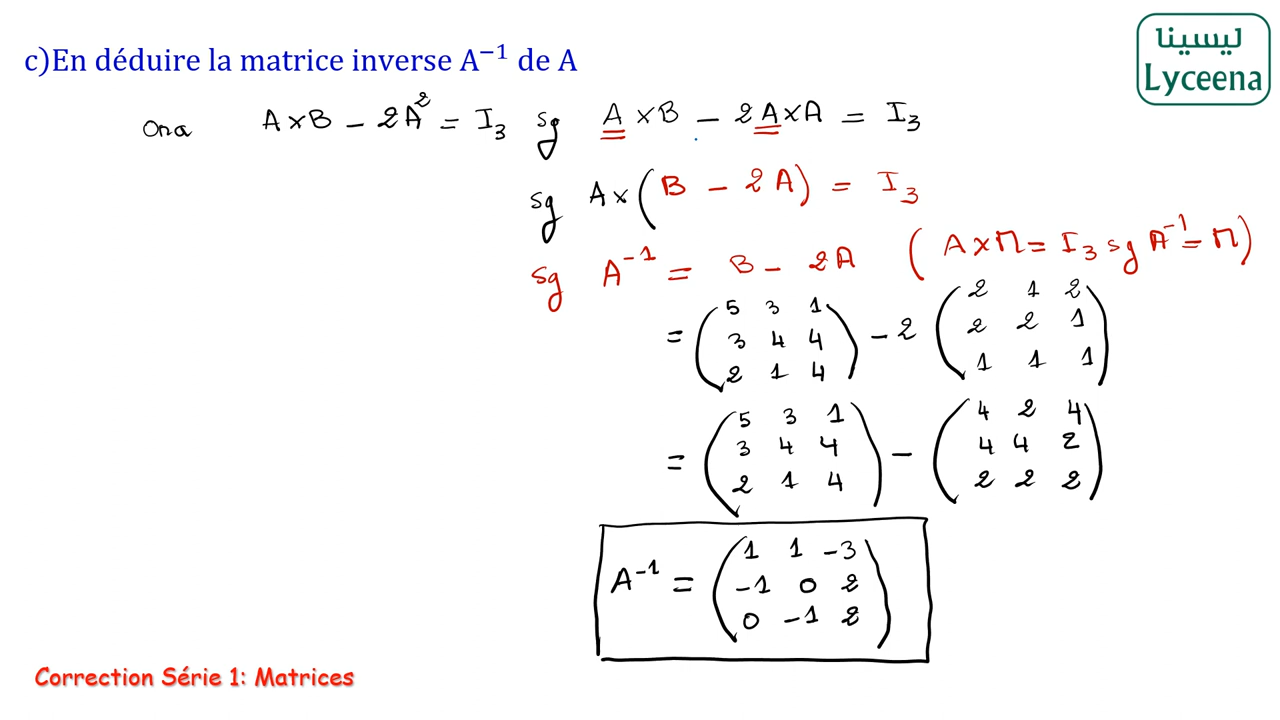 ليسينا
Lyceena
c)En déduire la matrice inverse A⁻¹ de A
On a A×B − 2A² = I₃ sg A×B − 2A×A = I₃
sg A×(B − 2A) = I₃
sg A⁻¹ = B − 2A (A×M = I₃ sg A⁻¹ = M)
5 3 1 2 1 2
= 3 4 4 − 2 2 2 1
2 1 4 1 1 1
5 3 1 4 2 4
= 3 4 4 − 4 4 2
2 1 4 2 2 2
1 1 −3
A⁻¹ = −1 0 2
0 −1 2
Correction Série 1: Matrices